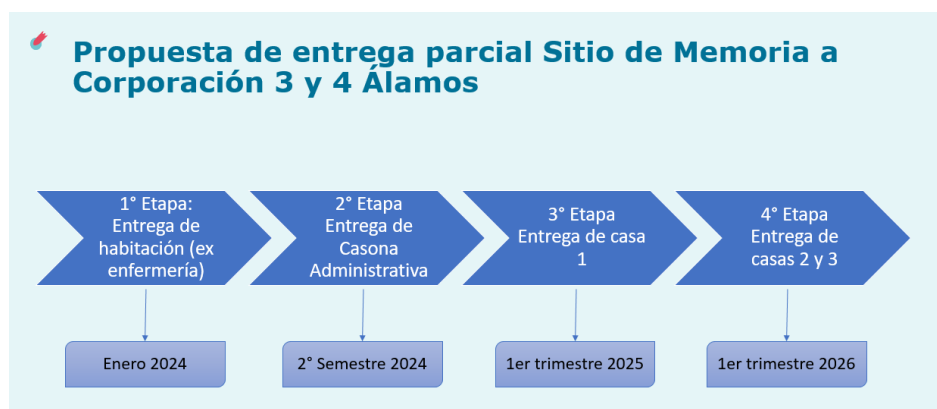 Propuesta de entrega parcial Sitio de Memoria a
Corporación 3 y 4 Álamos
1° Etapa:
Entrega de
habitación (ex
enfermería)
2° Etapa
Entrega de
Casona
Administrativa
3° Etapa
Entrega de casa
1
4° Etapa
Entrega de
casas 2 y 3
Enero 2024
2° Semestre 2024
1er trimestre 2025
1er trimestre 2026